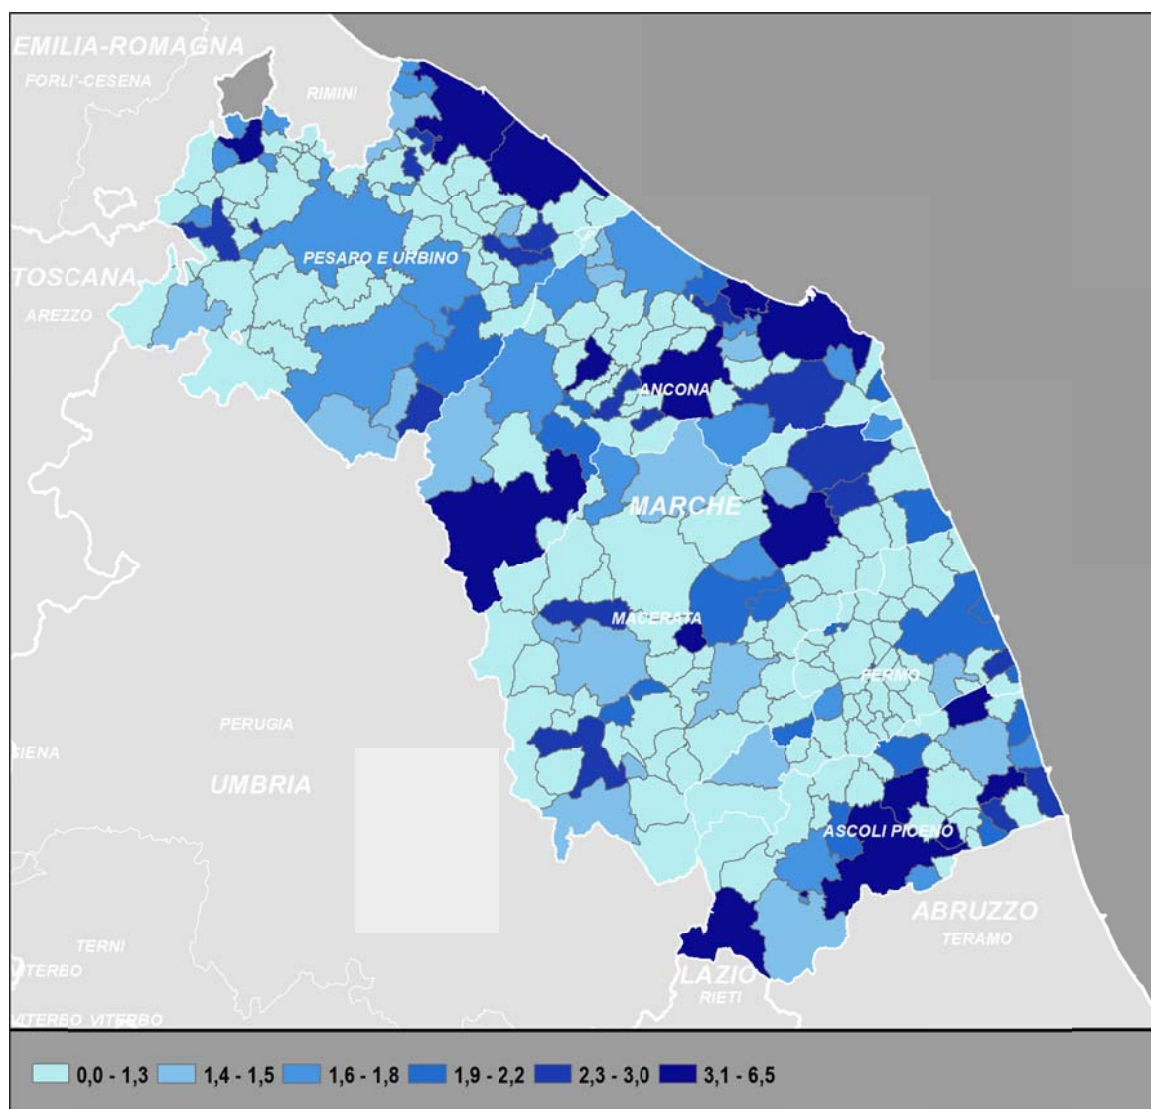 EMILIA-ROMAGNA
FORLI'-CESENA
RIMINI
PESARO E URBINO
TOSCANA
AREZZO
ANCONA
MARCHE
MACERATA
FERMO
PERUGIA
SIENA
UMBRIA
ASCOLI PICENO
ABRUZZO
TERAMO
TERNI
VITERBO
LAZIO
RIETI
VITERBO VITERBO
0,0 - 1,3 1,4 - 1,5 1,6 - 1,8 1,9 - 2,2 2,3 - 3,0 3,1 - 6,5